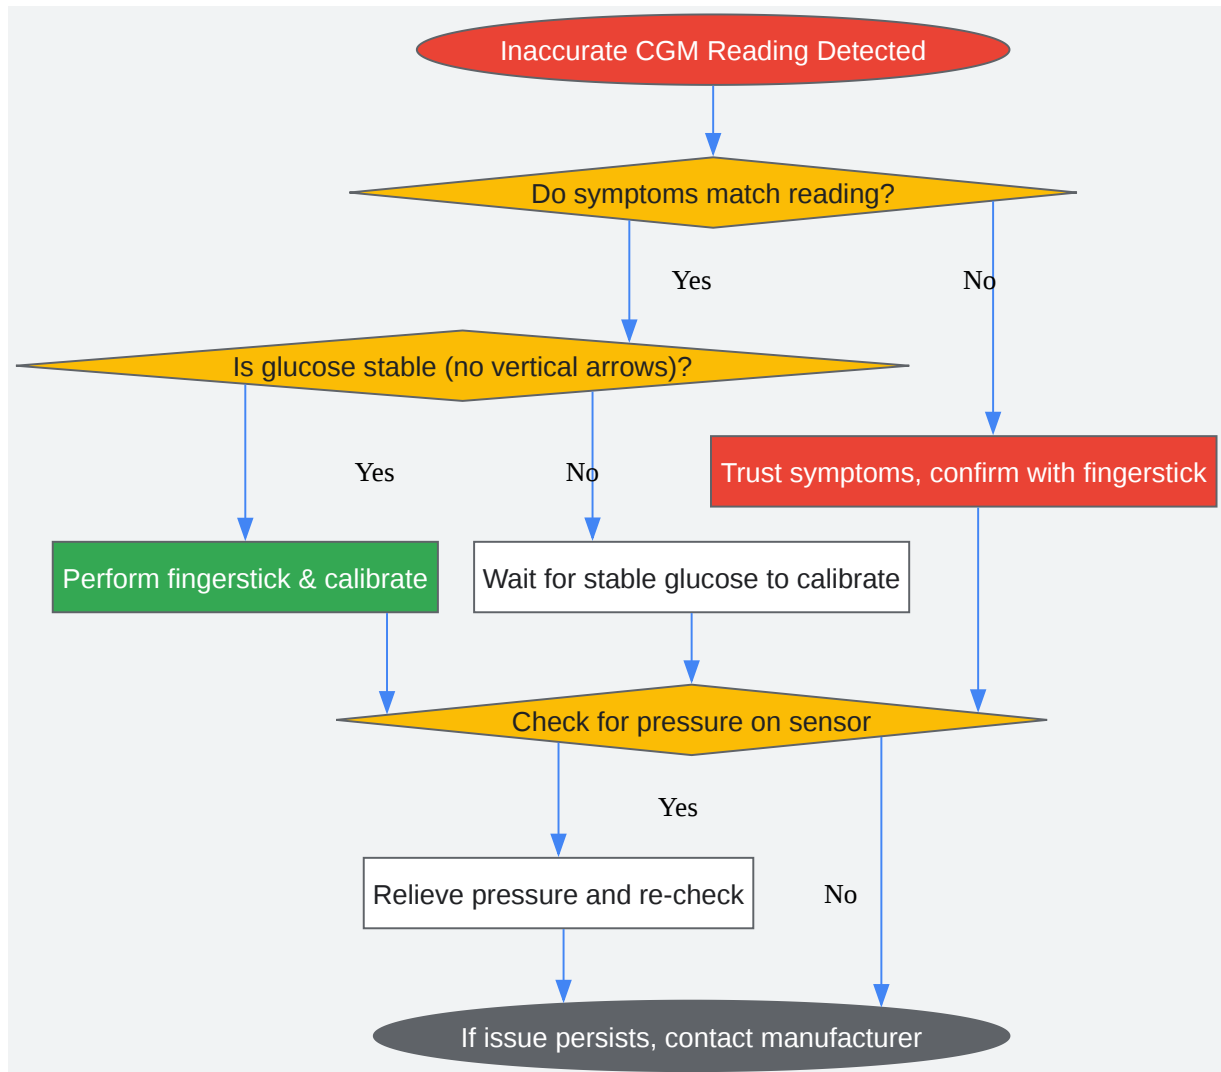 Inaccurate CGM Reading Detected
Do symptoms match reading?
Yes
No
Is glucose stable (no vertical arrows)?
Yes
No
Trust symptoms, confirm with fingerstick
Perform fingerstick & calibrate
Wait for stable glucose to calibrate
Check for pressure on sensor
Yes
Relieve pressure and re-check
No
If issue persists, contact manufacturer